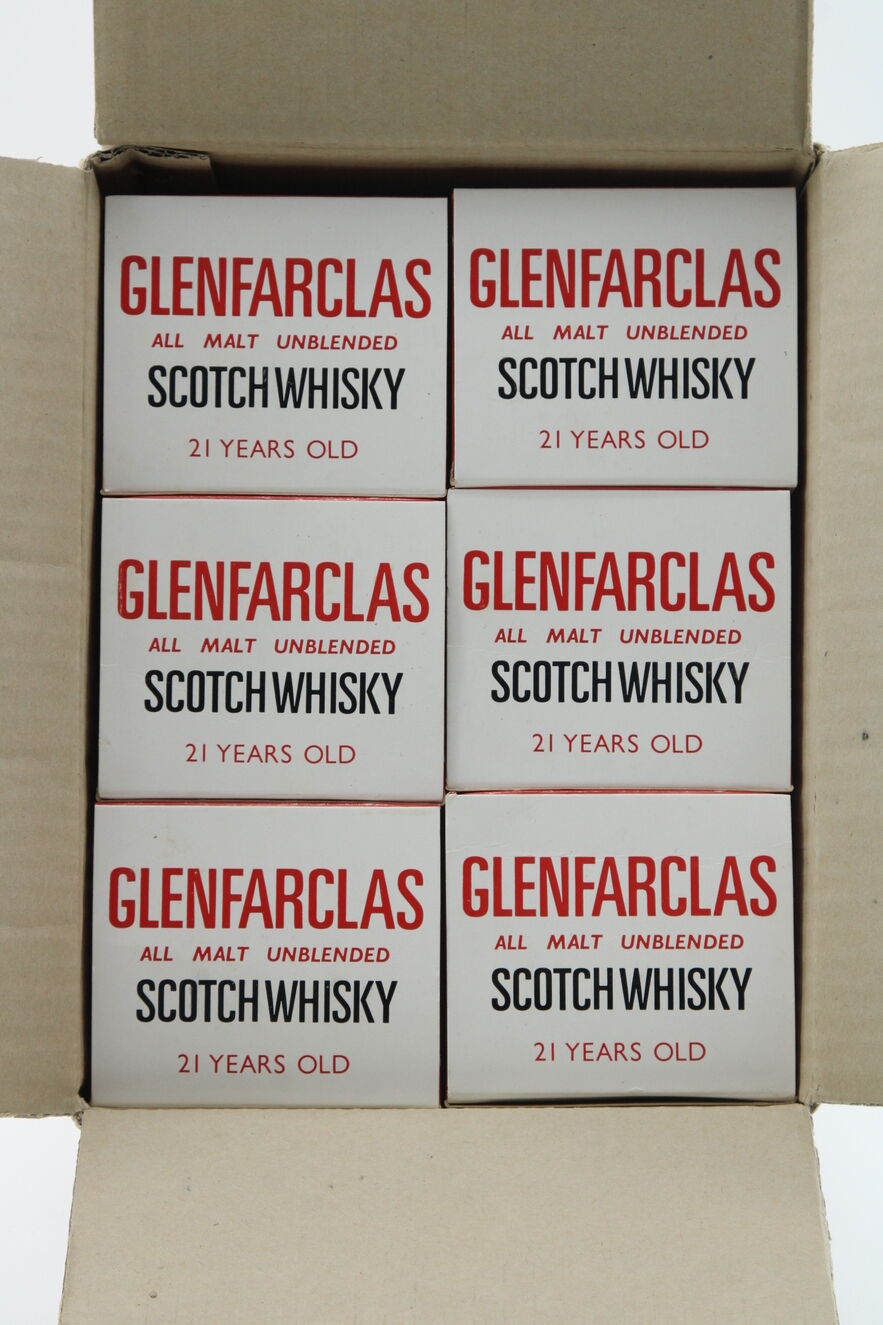 GLENFARCLAS
ALL MALT UNBLENDED
SCOTCH WHISKY
21 YEARS OLD
GLENFARCLAS
ALL MALT UNBLENDED
SCOTCH WHISKY
21 YEARS OLD
GLENFARCLAS
ALL MALT UNBLENDED
SCOTCH WHISKY
21 YEARS OLD
GLENFARCLAS
ALL MALT UNBLENDED
SCOTCH WHISKY
21 YEARS OLD
GLENFARCLAS
ALL MALT UNBLENDED
SCOTCH WHISKY
21 YEARS OLD
GLENFARCLAS
ALL MALT UNBLENDED
SCOTCH WHISKY
21 YEARS OLD